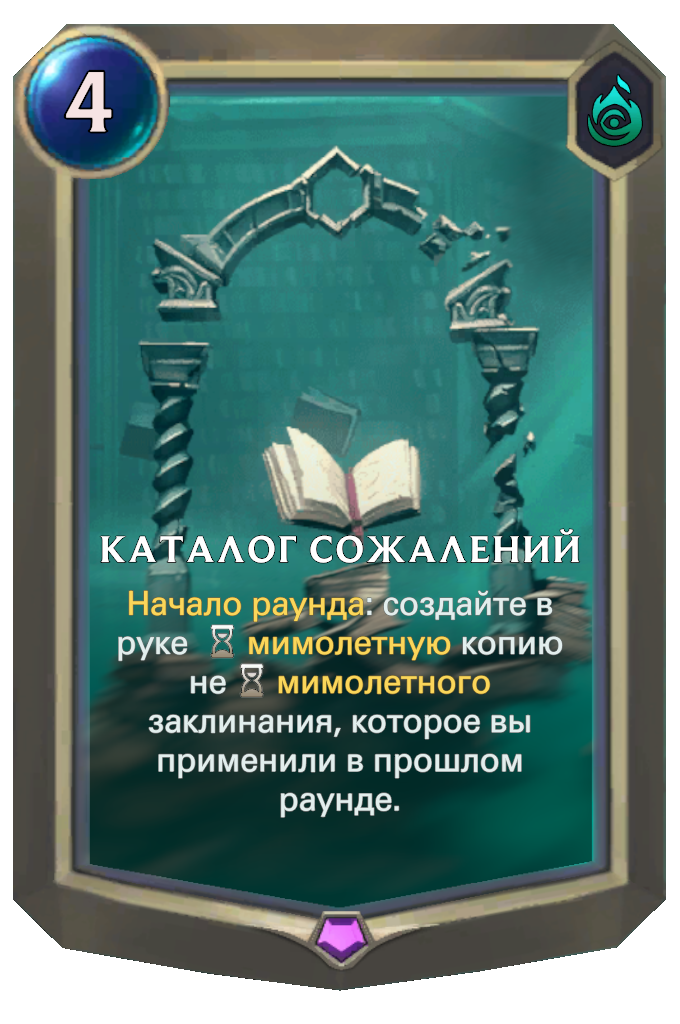 4
КАТАЛОГ СОЖАЛЕНИЙ
Начало раунда: создайте в
руке мимолетную копию
не мимолетного
заклинания, которое вы
применили в прошлом
раунде.